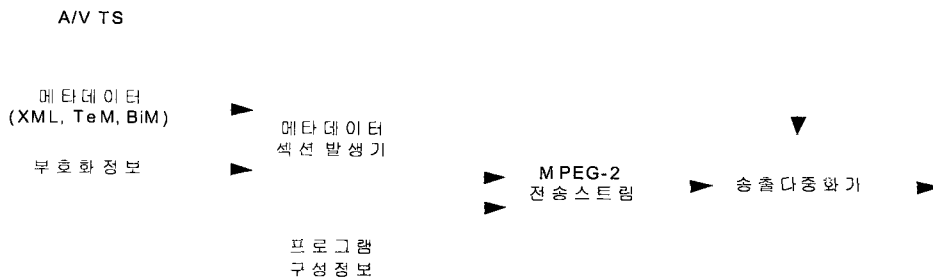 A/V TS
메타데이터
(XML, TeM, BiM)
부호화정보
메타데이터
섹션발생기
MPEG-2
전송스트림
송출다중화기
프로그램
구성정보